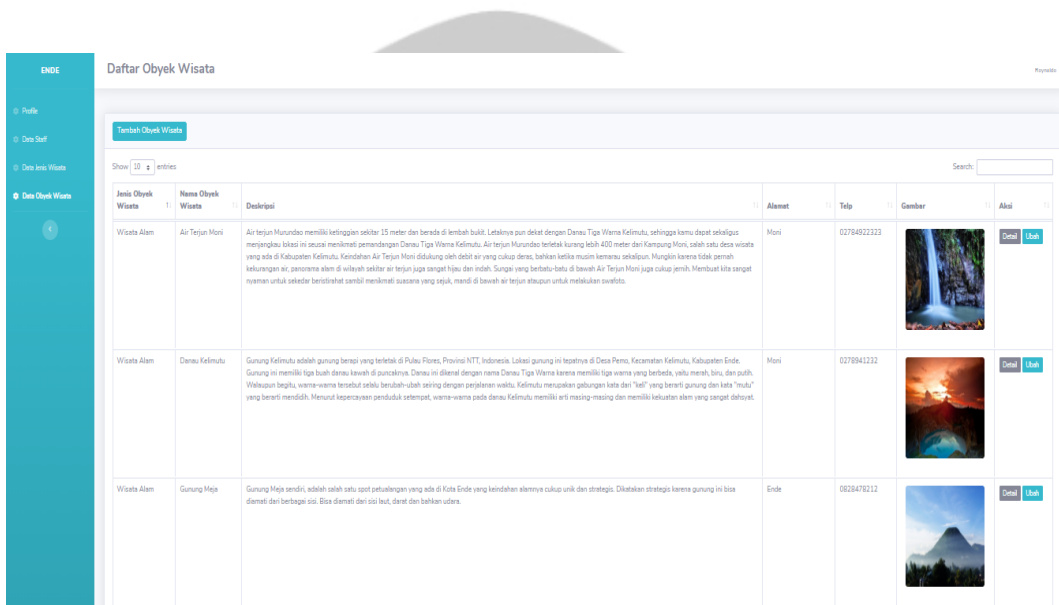 ENDE
Daftar Obyek Wisata
Reynaldo
Profile
Data Staff
Data Jenis Wisata
Data Obyek Wisata
Tambah Obyek Wisata
Show 10 entries
Search:
Jenis Obyek Wisata
Nama Obyek Wisata
Deskripsi
Alamat
Telp
Gambar
Aksi
Wisata Alam
Air Terjun Moni
Air terjun Murundao memiliki ketinggian sekitar 15 meter dan berada di lembah bukit. Letaknya pun dekat dengan Danau Tiga Warna Kelimutu, sehingga kamu dapat sekaligus
menjangkau lokasi ini seusai menikmati pemandangan Danau Tiga Warna Kelimutu. Air terjun Murundao terletak kurang lebih 400 meter dari Kampung Moni, salah satu desa wisata
yang ada di Kabupaten Kelimutu. Keindahan Air Terjun Moni didukung oleh debit air yang cukup deras, bahkan ketika musim kemarau sekalipun. Mungkin karena tidak pernah
kekurangan air, panorama alam di wilayah sekitar air terjun juga sangat hijau dan indah. Sungai yang berbatu-batu di bawah Air Terjun Moni juga cukup jernih. Membuat kita sangat
nyaman untuk sekedar beristirahat sambil menikmati suasana yang sejuk, mandi di bawah air terjun ataupun untuk melakukan swafoto.
Moni
02784922323
Detail Ubah
Wisata Alam
Danau Kelimutu
Gunung Kelimutu adalah gunung berapi yang terletak di Pulau Flores, Provinsi NTT, Indonesia. Lokasi gunung ini tepatnya di Desa Pemo, Kecamatan Kelimutu, Kabupaten Ende.
Gunung ini memiliki tiga buah danau kawah di puncaknya. Danau ini dikenal dengan nama Danau Tiga Warna karena memiliki tiga warna yang berbeda, yaitu merah, biru, dan putih.
Walaupun begitu, warna-warna tersebut selalu berubah-ubah seiring dengan perjalanan waktu. Kelimutu merupakan gabungan kata dari "keli" yang berarti gunung dan kata "mutu"
yang berarti mendidih. Menurut kepercayaan penduduk setempat, warna-warna pada danau Kelimutu memiliki arti masing-masing dan memiliki kekuatan alam yang sangat dahsyat.
Moni
0278941232
Detail Ubah
Wisata Alam
Gunung Meja
Gunung Meja sendiri, adalah salah satu spot petualangan yang ada di Kota Ende yang keindahan alamnya cukup unik dan strategis. Dikatakan strategis karena gunung ini bisa
diamati dari berbagai sisi. Bisa diamati dari sisi laut, darat dan bahkan udara.
Ende
0828478212
Detail Ubah